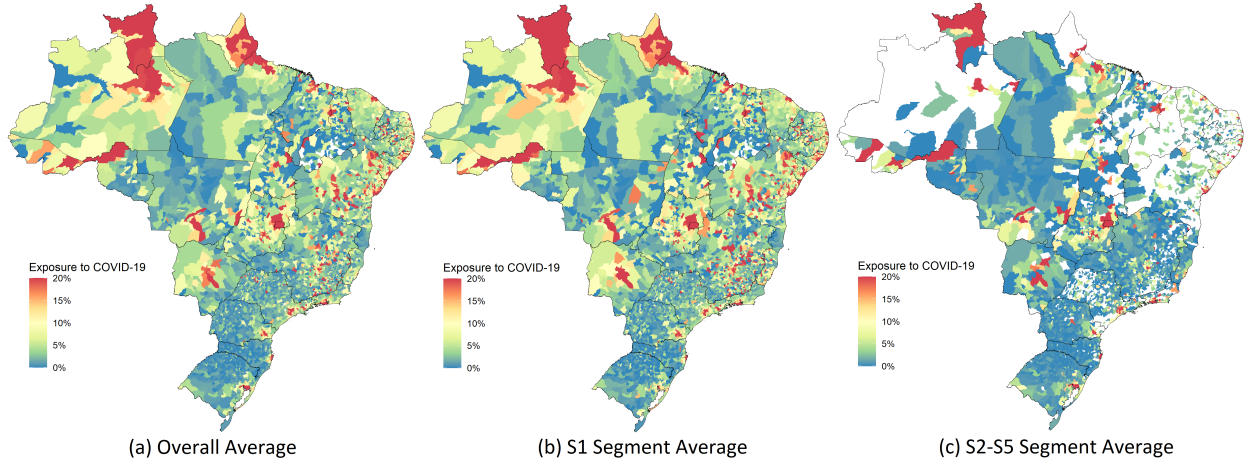 Exposure to COVID-19
20%
15%
10%
5%
0%
(a) Overall Average
Exposure to COVID-19
20%
15%
10%
5%
0%
(b) S1 Segment Average
Exposure to COVID-19
20%
15%
10%
5%
0%
(c) S2-S5 Segment Average